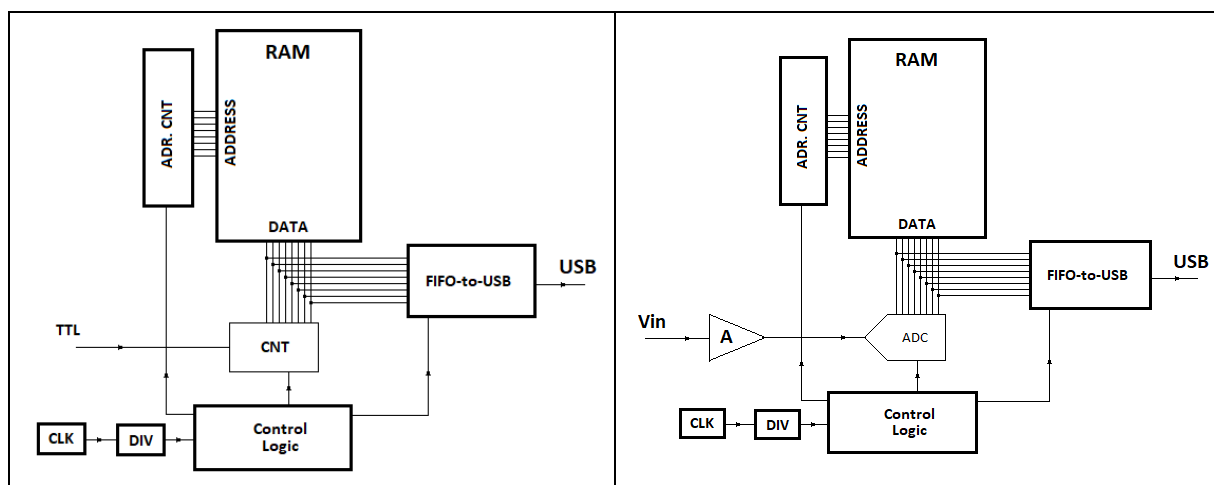 RAM
ADR. CNT
ADDRESS
DATA
FIFO-to-USB
USB
TTL
CNT
CLK
DIV
Control
Logic
RAM
ADR. CNT
ADDRESS
DATA
FIFO-to-USB
USB
Vin
A
ADC
CLK
DIV
Control
Logic